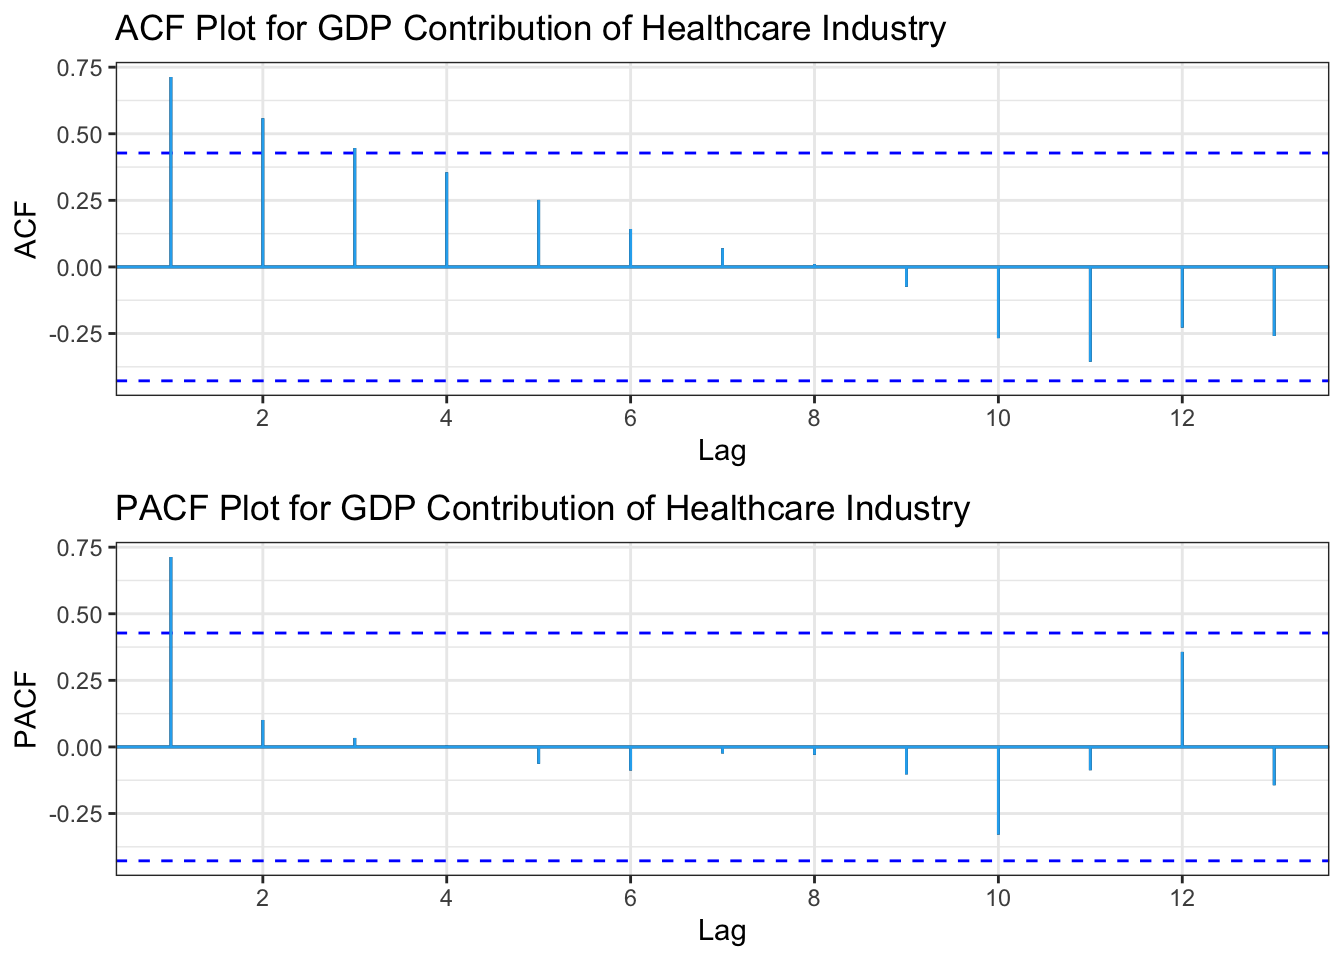 ACF Plot for GDP Contribution of Healthcare Industry
0.75
0.50
0.25
0.00
-0.25
ACF
2 4 6 8 10 12
Lag
PACF Plot for GDP Contribution of Healthcare Industry
0.75
0.50
0.25
0.00
-0.25
PACF
2 4 6 8 10 12
Lag